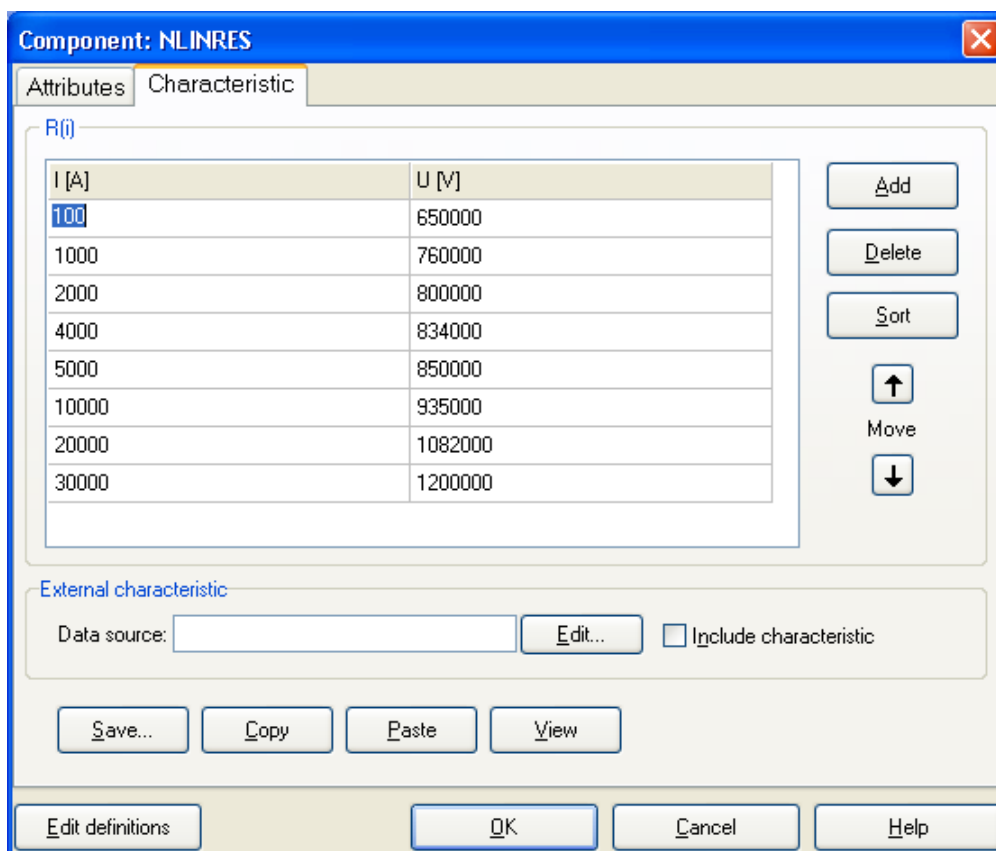 Component: NLINRES
Attributes Characteristic
R(i)
I [A] U [V]
100 650000
1000 760000
2000 800000
4000 834000
5000 850000
10000 935000
20000 1082000
30000 1200000
Add
Delete
Sort
Move
External characteristic
Data source: Edit... Include characteristic
Save... Copy Paste View
Edit definitions OK Cancel Help